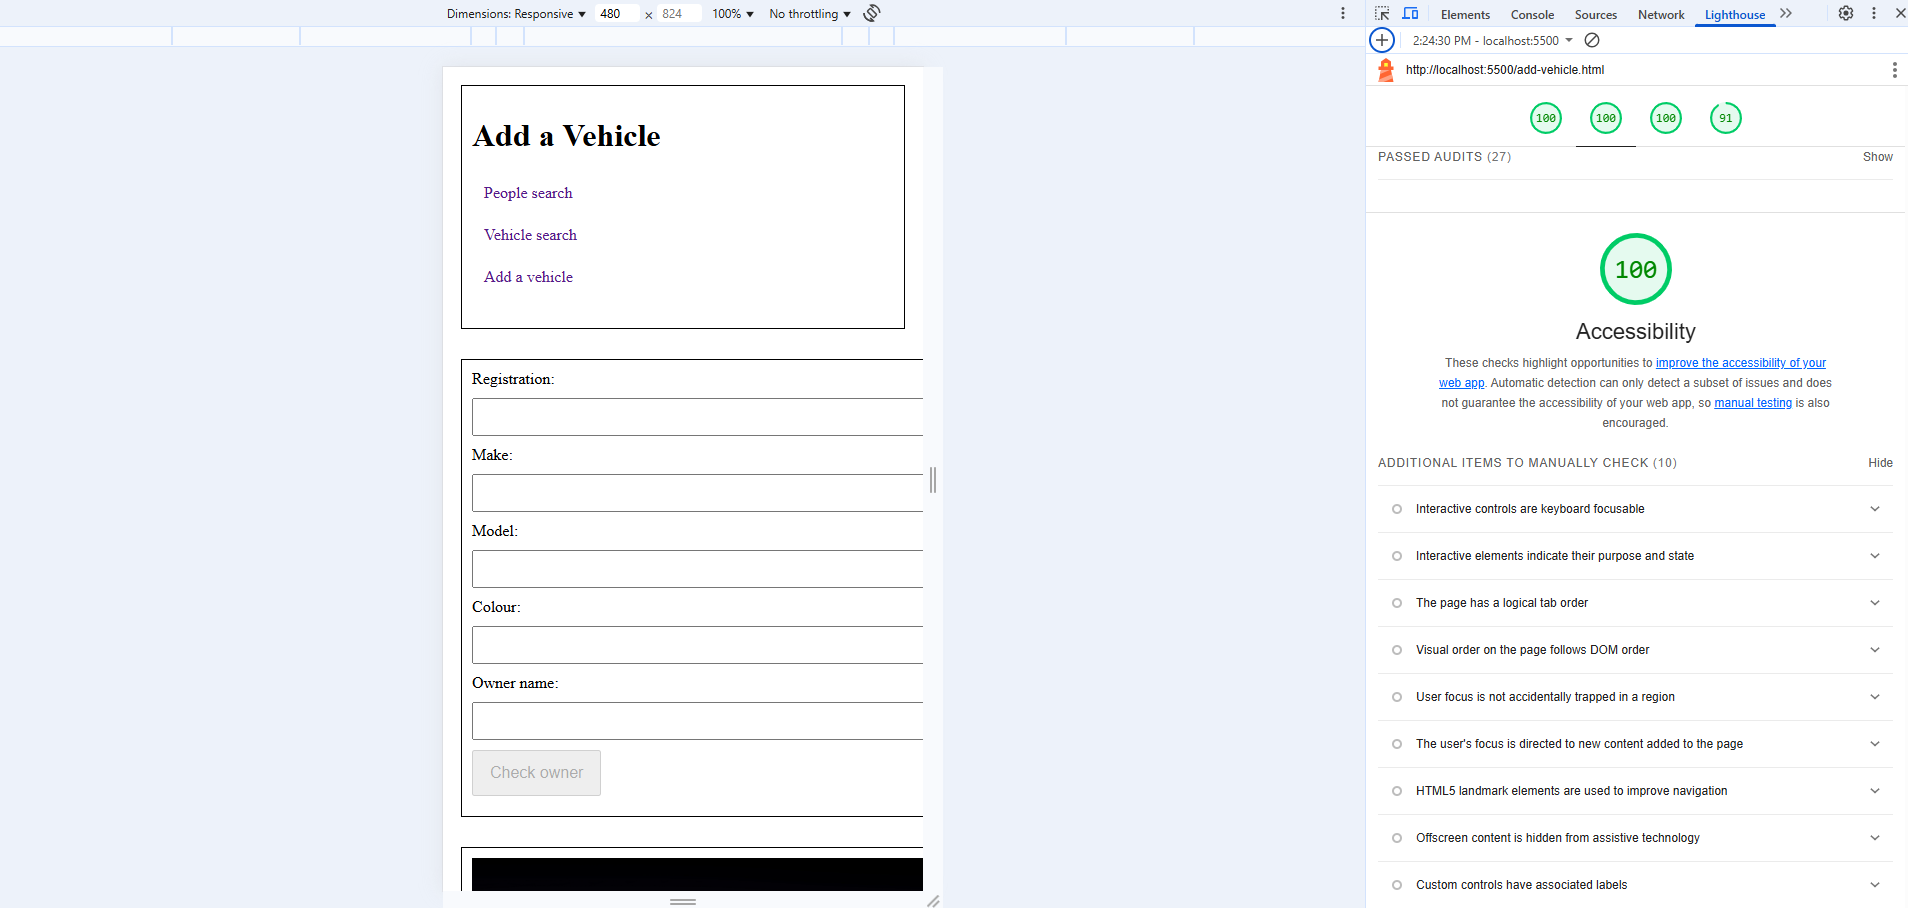 Dimensions: Responsive ▼ 480 × 824 100% ▼ No throttling ▼
Elements Console Sources Network Lighthouse
2:24:30 PM - localhost:5500
http://localhost:5500/add-vehicle.html
100 100 100 91
PASSED AUDITS (27) Show
100
Accessibility
These checks highlight opportunities to improve the accessibility of your
web app. Automatic detection can only detect a subset of issues and does
not guarantee the accessibility of your web app, so manual testing is also
encouraged.
ADDITIONAL ITEMS TO MANUALLY CHECK (10) Hide
Interactive controls are keyboard focusable
Interactive elements indicate their purpose and state
The page has a logical tab order
Visual order on the page follows DOM order
User focus is not accidentally trapped in a region
The user's focus is directed to new content added to the page
HTML5 landmark elements are used to improve navigation
Offscreen content is hidden from assistive technology
Custom controls have associated labels
Add a Vehicle
People search
Vehicle search
Add a vehicle
Registration:
Make:
Model:
Colour:
Owner name:
Check owner